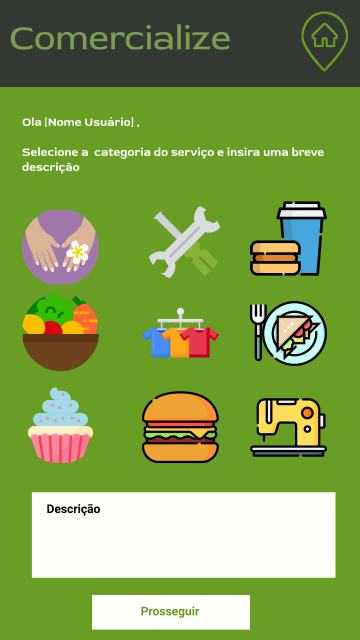 Comercialize
Ola [Nome Usuário] ,
Selecione a  categoria do serviço e insira uma breve
descrição
Descrição
Prosseguir